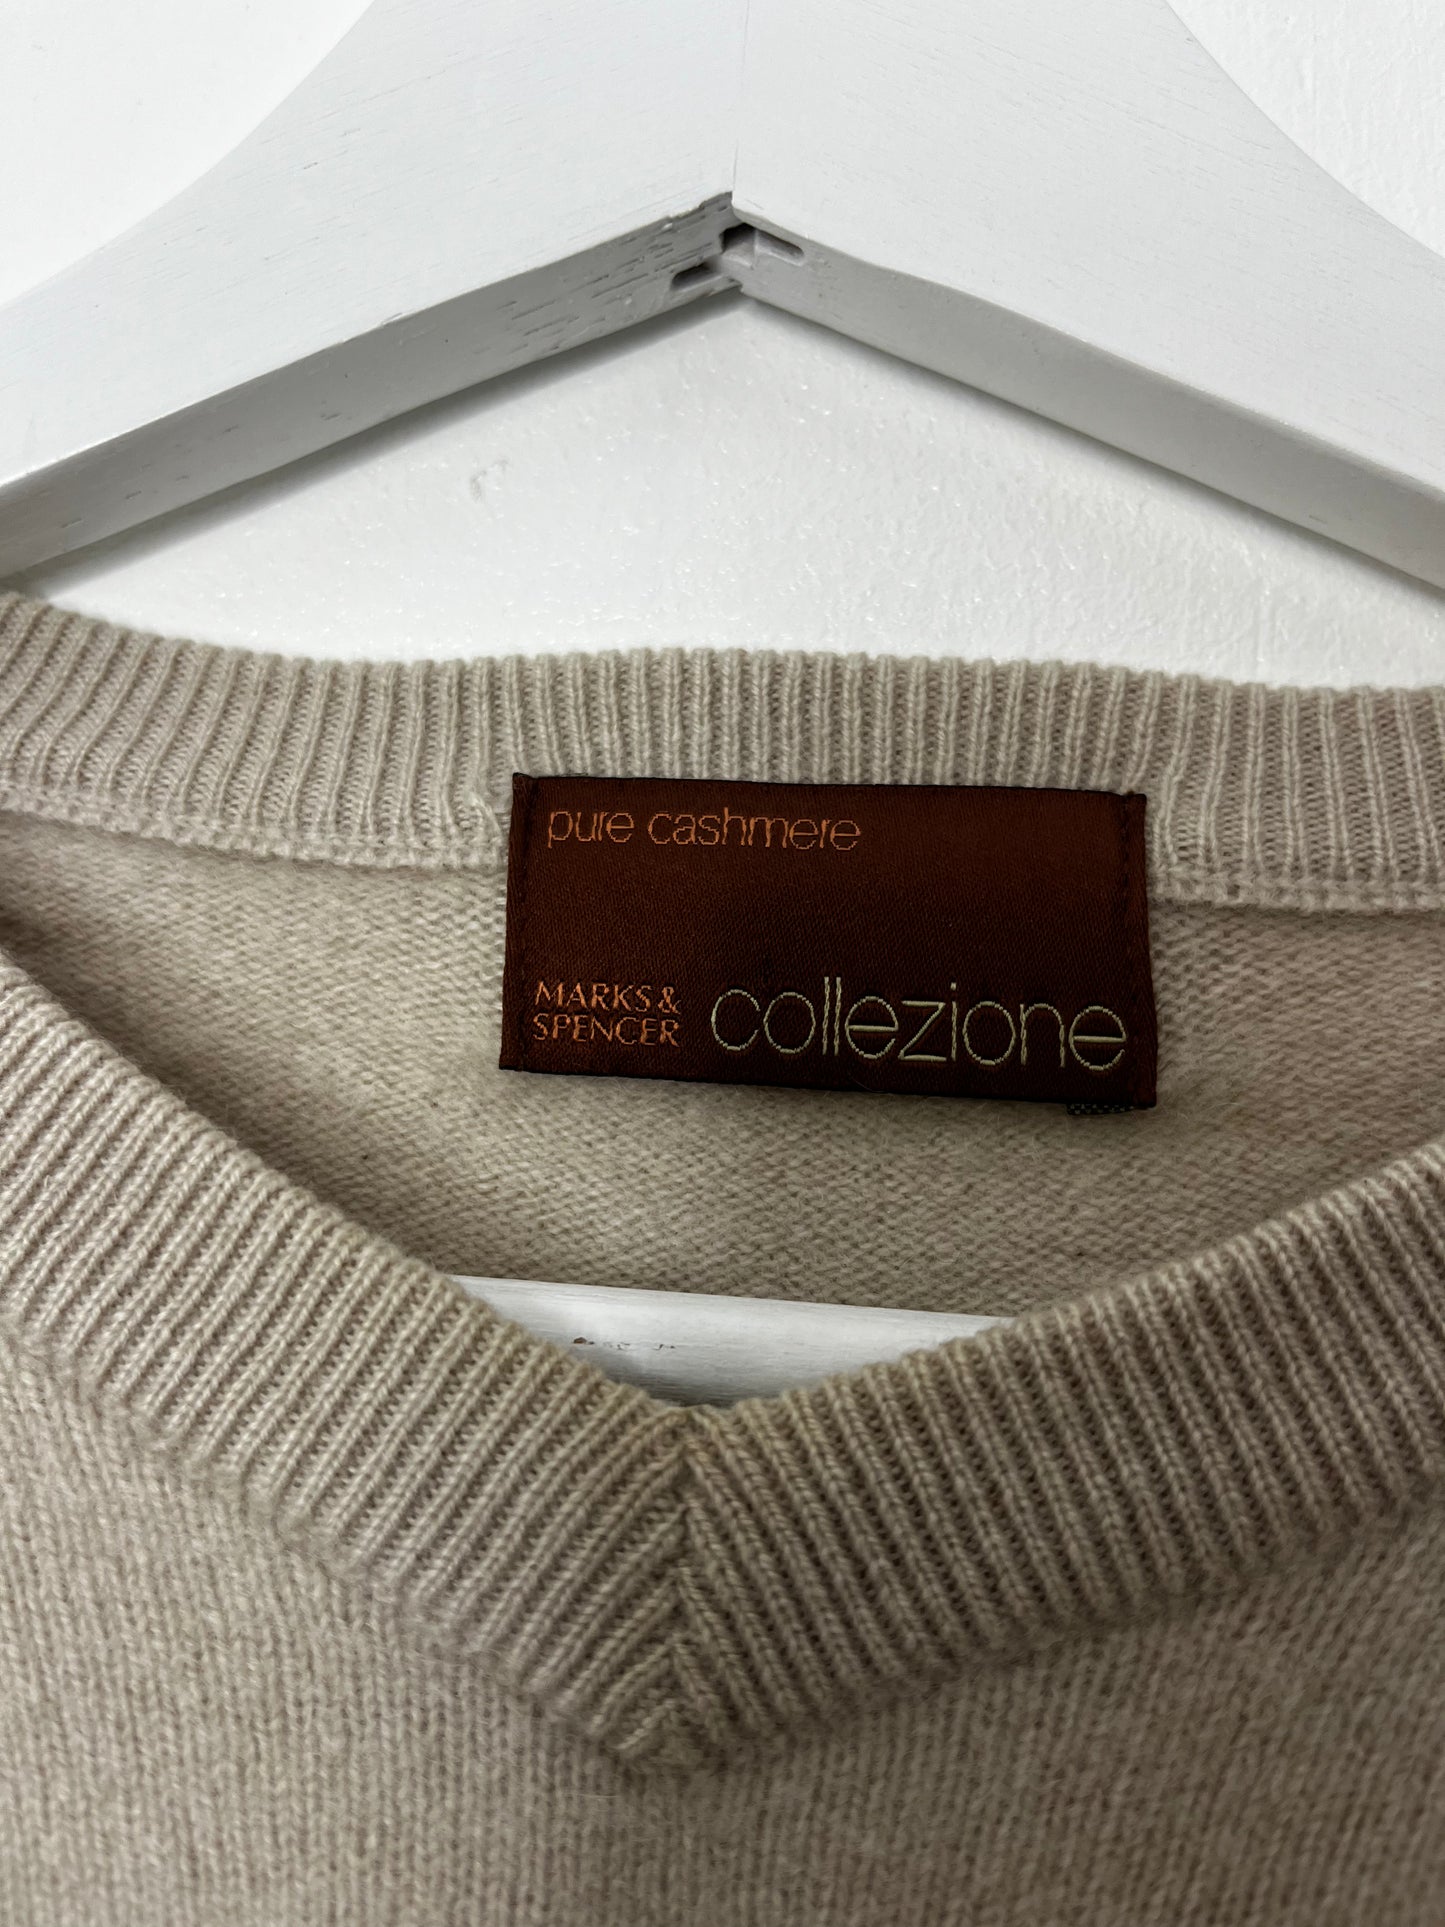 pure cashmere
MARKS &
SPENCER
collezione